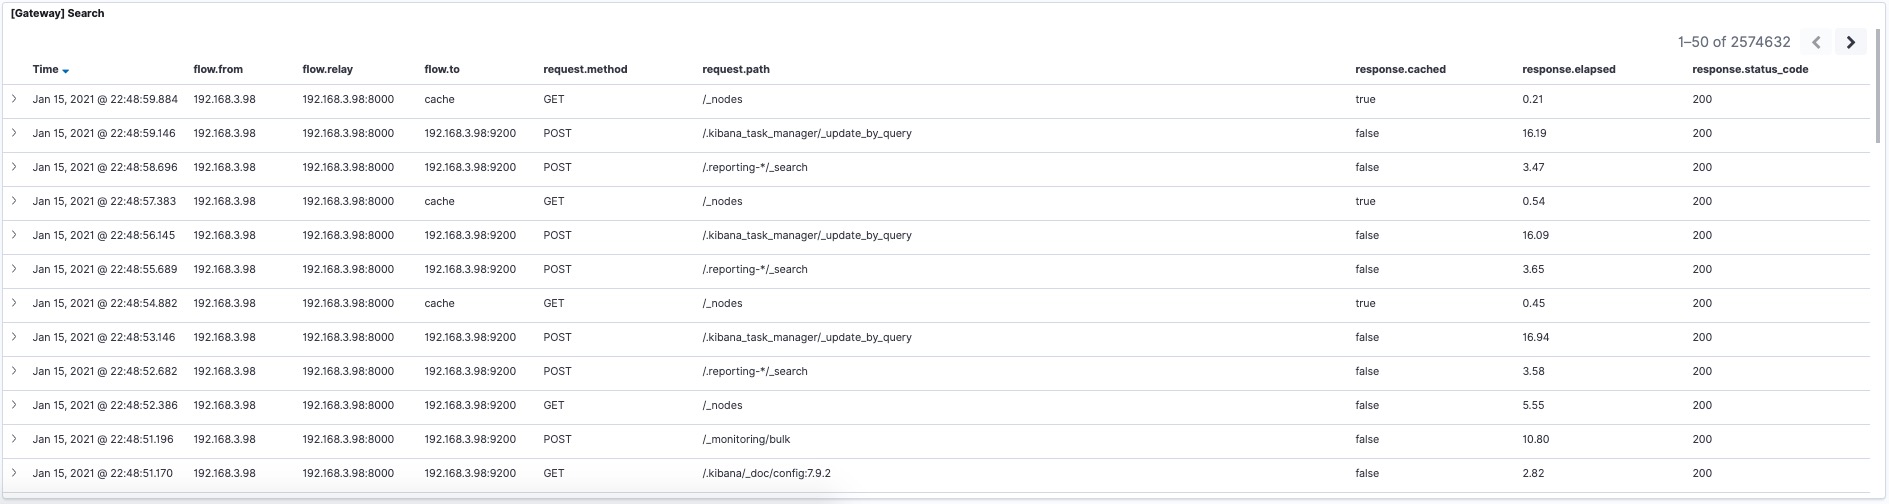 [Gateway] Search
1–50 of 2574632
Time flow.from flow.relay flow.to request.method request.path response.cached response.elapsed response.status_code
Jan 15, 2021 @ 22:48:59.884 192.168.3.98 192.168.3.98:8000 cache GET /_nodes true 0.21 200
Jan 15, 2021 @ 22:48:59.146 192.168.3.98 192.168.3.98:8000 192.168.3.98:9200 POST /.kibana_task_manager/_update_by_query false 16.19 200
Jan 15, 2021 @ 22:48:58.696 192.168.3.98 192.168.3.98:8000 192.168.3.98:9200 POST /.reporting-*/_search false 3.47 200
Jan 15, 2021 @ 22:48:57.383 192.168.3.98 192.168.3.98:8000 cache GET /_nodes true 0.54 200
Jan 15, 2021 @ 22:48:56.145 192.168.3.98 192.168.3.98:8000 192.168.3.98:9200 POST /.kibana_task_manager/_update_by_query false 16.09 200
Jan 15, 2021 @ 22:48:55.689 192.168.3.98 192.168.3.98:8000 192.168.3.98:9200 POST /.reporting-*/_search false 3.65 200
Jan 15, 2021 @ 22:48:54.882 192.168.3.98 192.168.3.98:8000 cache GET /_nodes true 0.45 200
Jan 15, 2021 @ 22:48:53.146 192.168.3.98 192.168.3.98:8000 192.168.3.98:9200 POST /.kibana_task_manager/_update_by_query false 16.94 200
Jan 15, 2021 @ 22:48:52.682 192.168.3.98 192.168.3.98:8000 192.168.3.98:9200 POST /.reporting-*/_search false 3.58 200
Jan 15, 2021 @ 22:48:52.386 192.168.3.98 192.168.3.98:8000 192.168.3.98:9200 GET /_nodes false 5.55 200
Jan 15, 2021 @ 22:48:51.196 192.168.3.98 192.168.3.98:8000 192.168.3.98:9200 POST /_monitoring/bulk false 10.80 200
Jan 15, 2021 @ 22:48:51.170 192.168.3.98 192.168.3.98:8000 192.168.3.98:9200 GET /.kibana/_doc/config:7.9.2 false 2.82 200